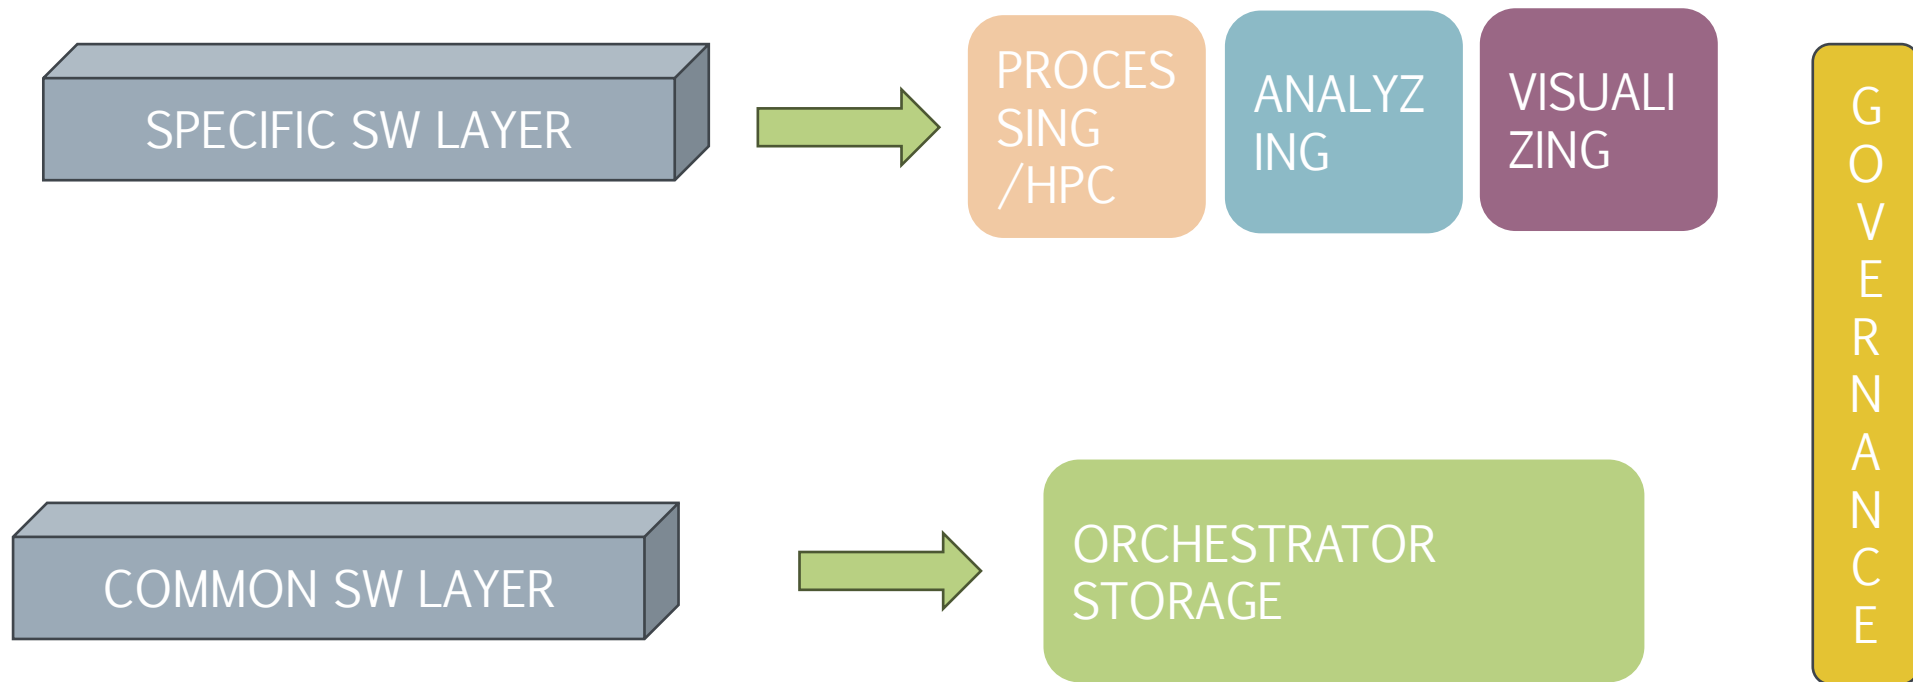 SPECIFIC SW LAYER
PROCES
SING
/HPC
ANALYZ
ING
VISUALI
ZING
COMMON SW LAYER
ORCHESTRATOR
STORAGE
G
O
V
E
R
N
A
N
C
E